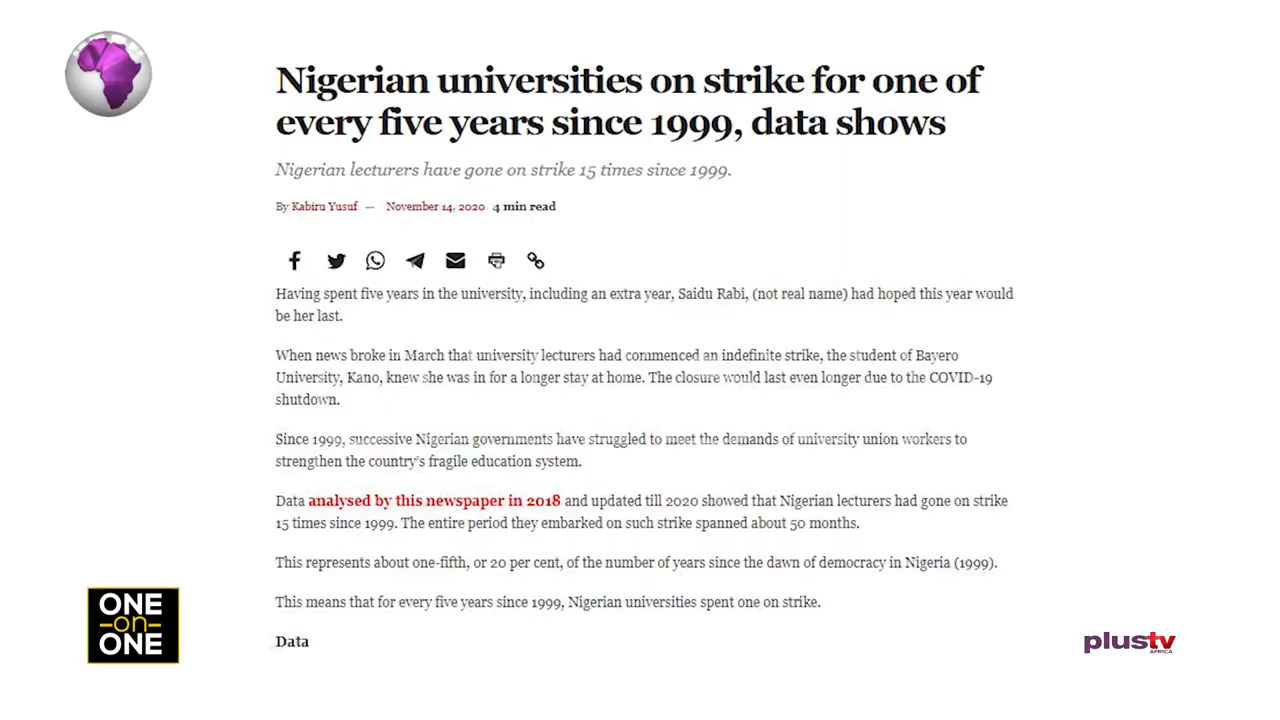 Nigerian universities on strike for one of
every five years since 1999, data shows
Nigerian lecturers have gone on strike 15 times since 1999.
By Kabiru Yusuf — November 14, 2020 4 min read
Having spent five years in the university, including an extra year, Saidu Rabi, (not real name) had hoped this year would
be her last.
When news broke in March that university lecturers had commenced an indefinite strike, the student of Bayero
University, Kano, knew she was in for a longer stay at home. The closure would last even longer due to the COVID-19
shutdown.
Since 1999, successive Nigerian governments have struggled to meet the demands of university union workers to
strengthen the country's fragile education system.
Data analysed by this newspaper in 2018 and updated till 2020 showed that Nigerian lecturers had gone on strike
15 times since 1999. The entire period they embarked on such strike spanned about 50 months.
This represents about one-fifth, or 20 per cent, of the number of years since the dawn of democracy in Nigeria (1999).
This means that for every five years since 1999, Nigerian universities spent one on strike.
Data
ONE
-on-
ONE
plustv
AFRICA